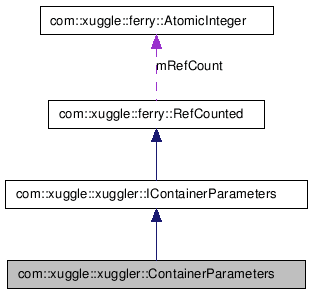 com::xuggle::ferry::AtomicInteger
mRefCount
com::xuggle::ferry::RefCounted
com::xuggle::xuggler::IContainerParameters
com::xuggle::xuggler::ContainerParameters